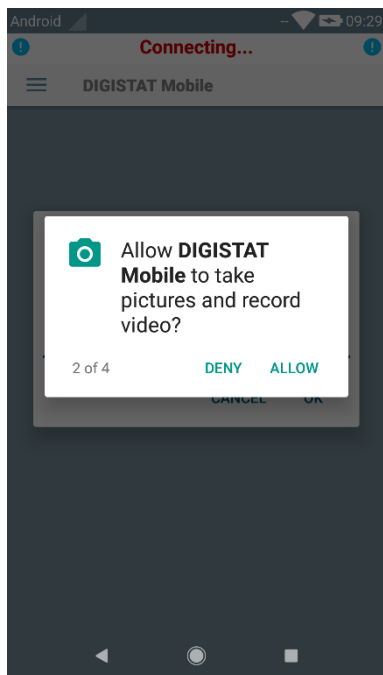 Android 09:29
Connecting...
DIGISTAT Mobile
Allow DIGISTAT
Mobile to take
pictures and record
video?
2 of 4 DENY ALLOW
CANCEL OK